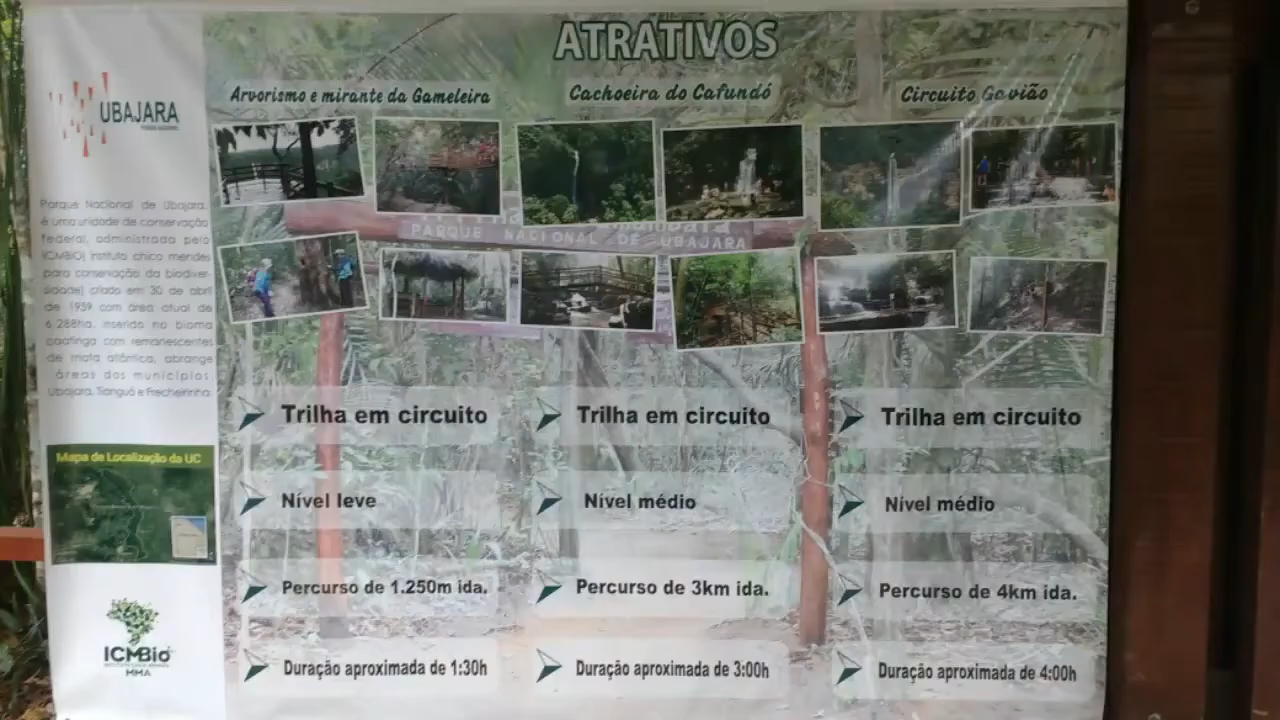 ATRATIVOS
UBAJARA
Arvorismo e mirante da Gameleira
Cachoeira do Cafundó
Circuito Gavião
Parque Nacional de Ubajara,
é uma unidade de conservação
federal, administrada pelo
ICMBIO( instituto chico mendes
para conservação da biodiver-
sidade) criado em 30 de abril
de 1959 com área atual de
6.288ha, inserido no bioma
caatinga com remanescentes
de mata atlântica, abrange
áreas dos municípios
Ubajara, Tianguá e Frecheirinha
PARQUE NACIONAL DE UBAJARA
Trilha em circuito
Nível leve
Percurso de 1.250m ida.
Duração aproximada de 1:30h
Trilha em circuito
Nível médio
Percurso de 3km ida.
Duração aproximada de 3:00h
Trilha em circuito
Nível médio
Percurso de 4km ida.
Duração aproximada de 4:00h
Mapa de Localização da UC
ICMBio
MMA